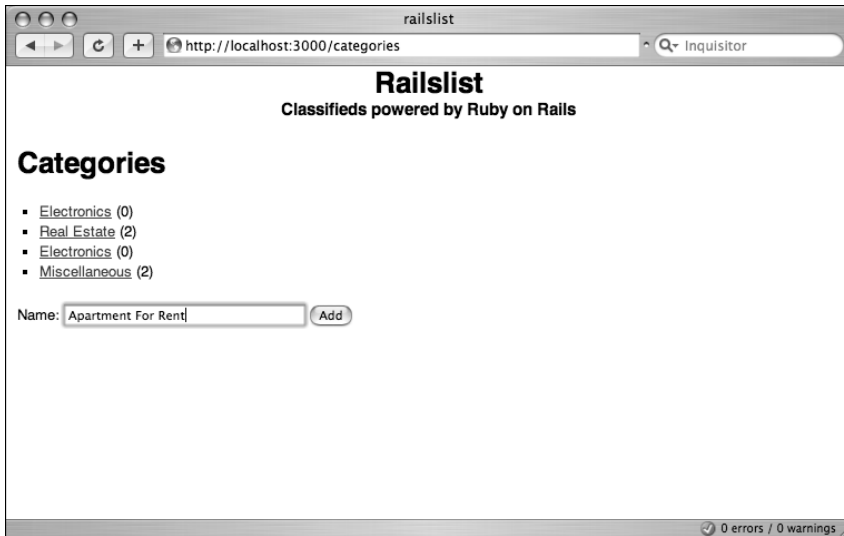 railslist
http://localhost:3000/categories
Inquisitor
Railslist
Classifieds powered by Ruby on Rails
Categories
Electronics (0)
Real Estate (2)
Electronics (0)
Miscellaneous (2)
Name: Apartment For Rent Add
0 errors / 0 warnings